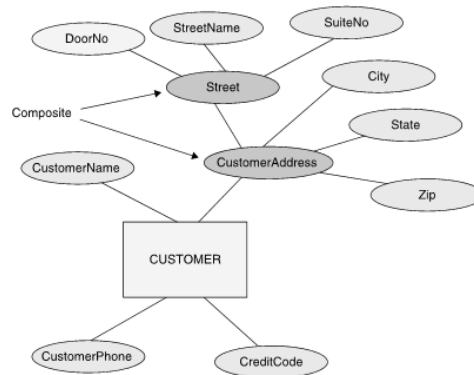 StreetName
SuiteNo
DoorNo
City
Street
Composite
State
CustomerAddress
CustomerName
Zip
CUSTOMER
CustomerPhone
CreditCode